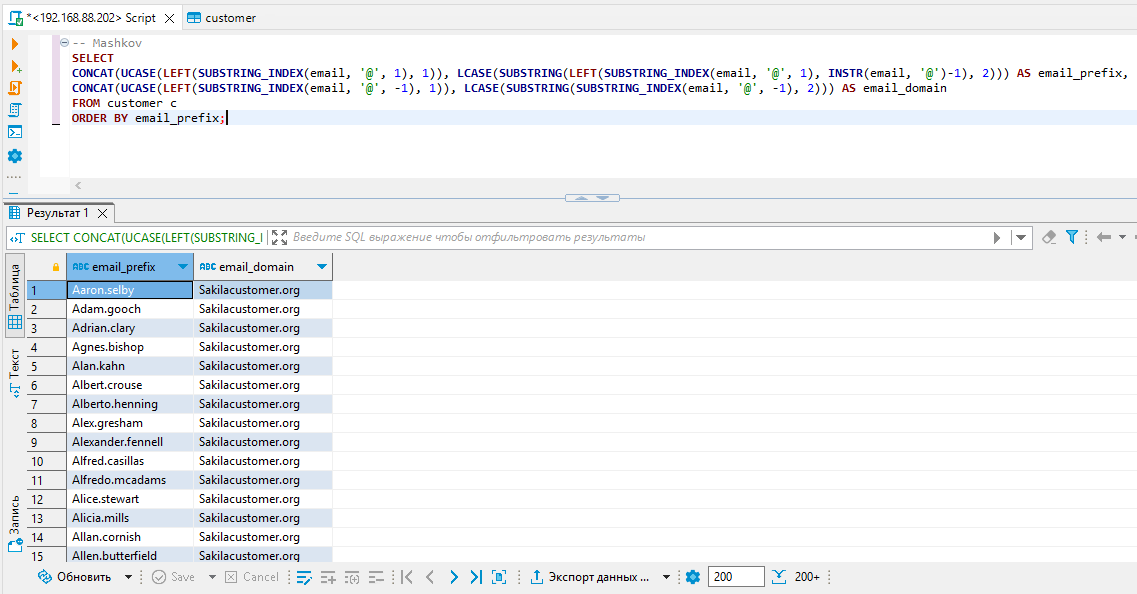 *<192.168.88.202> Script
customer
-- Mashkov
SELECT
CONCAT(UCASE(LEFT(SUBSTRING_INDEX(email, '@', 1), 1)), LCASE(SUBSTRING(LEFT(SUBSTRING_INDEX(email, '@', 1), INSTR(email, '@')-1), 2))) AS email_prefix,
CONCAT(UCASE(LEFT(SUBSTRING_INDEX(email, '@', -1), 1)), LCASE(SUBSTRING(SUBSTRING_INDEX(email, '@', -1), 2))) AS email_domain
FROM customer c
ORDER BY email_prefix;
Результат 1
SELECT CONCAT(UCASE(LEFT(SUBSTRING_I
Введите SQL выражение чтобы отфильтровать результаты
Таблица
Текст
Запись
ABC email_prefix ABC email_domain
1 Aaron.selby Sakilacustomer.org
2 Adam.gooch Sakilacustomer.org
3 Adrian.clary Sakilacustomer.org
4 Agnes.bishop Sakilacustomer.org
5 Alan.kahn Sakilacustomer.org
6 Albert.crouse Sakilacustomer.org
7 Alberto.henning Sakilacustomer.org
8 Alex.gresham Sakilacustomer.org
9 Alexander.fennell Sakilacustomer.org
10 Alfred.casillas Sakilacustomer.org
11 Alfredo.mcadams Sakilacustomer.org
12 Alice.stewart Sakilacustomer.org
13 Alicia.mills Sakilacustomer.org
14 Allan.cornish Sakilacustomer.org
15 Allen.butterfield Sakilacustomer.org
Обновить Save Cancel Экспорт данных ... 200 200+